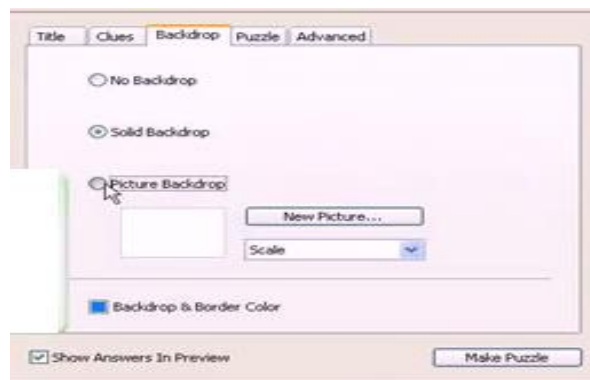 Title Clues Backdrop Puzzle Advanced
No Backdrop
Solid Backdrop
Picture Backdrop
New Picture...
Scale
Backdrop & Border Color
Show Answers In Preview Make Puzzle